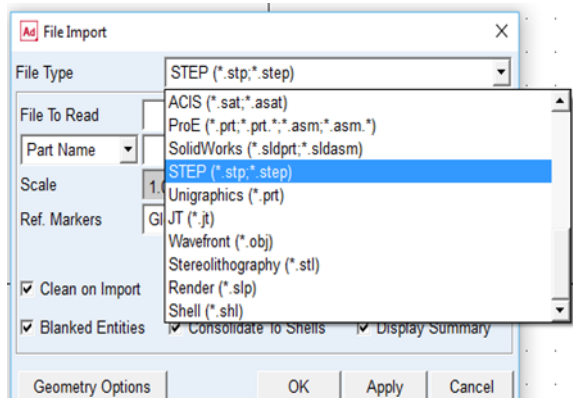 Ad File Import
File Type STEP (*.stp;*.step)
File To Read
ACIS (*.sat;*.asat)
ProE (*.prt;*.prt.*;*.asm;*.asm.*)
Part Name
SolidWorks (*.sldprt;*.sldasm)
STEP (*.stp;*.step)
Scale 1.0
Unigraphics (*.prt)
Ref. Markers Gl
JT (*.jt)
Wavefront (*.obj)
Stereolithography (*.stl)
Clean on Import
Render (*.slp)
Shell (*.shl)
Blanked Entities Consolidate To Shells Display Summary
Geometry Options OK Apply Cancel